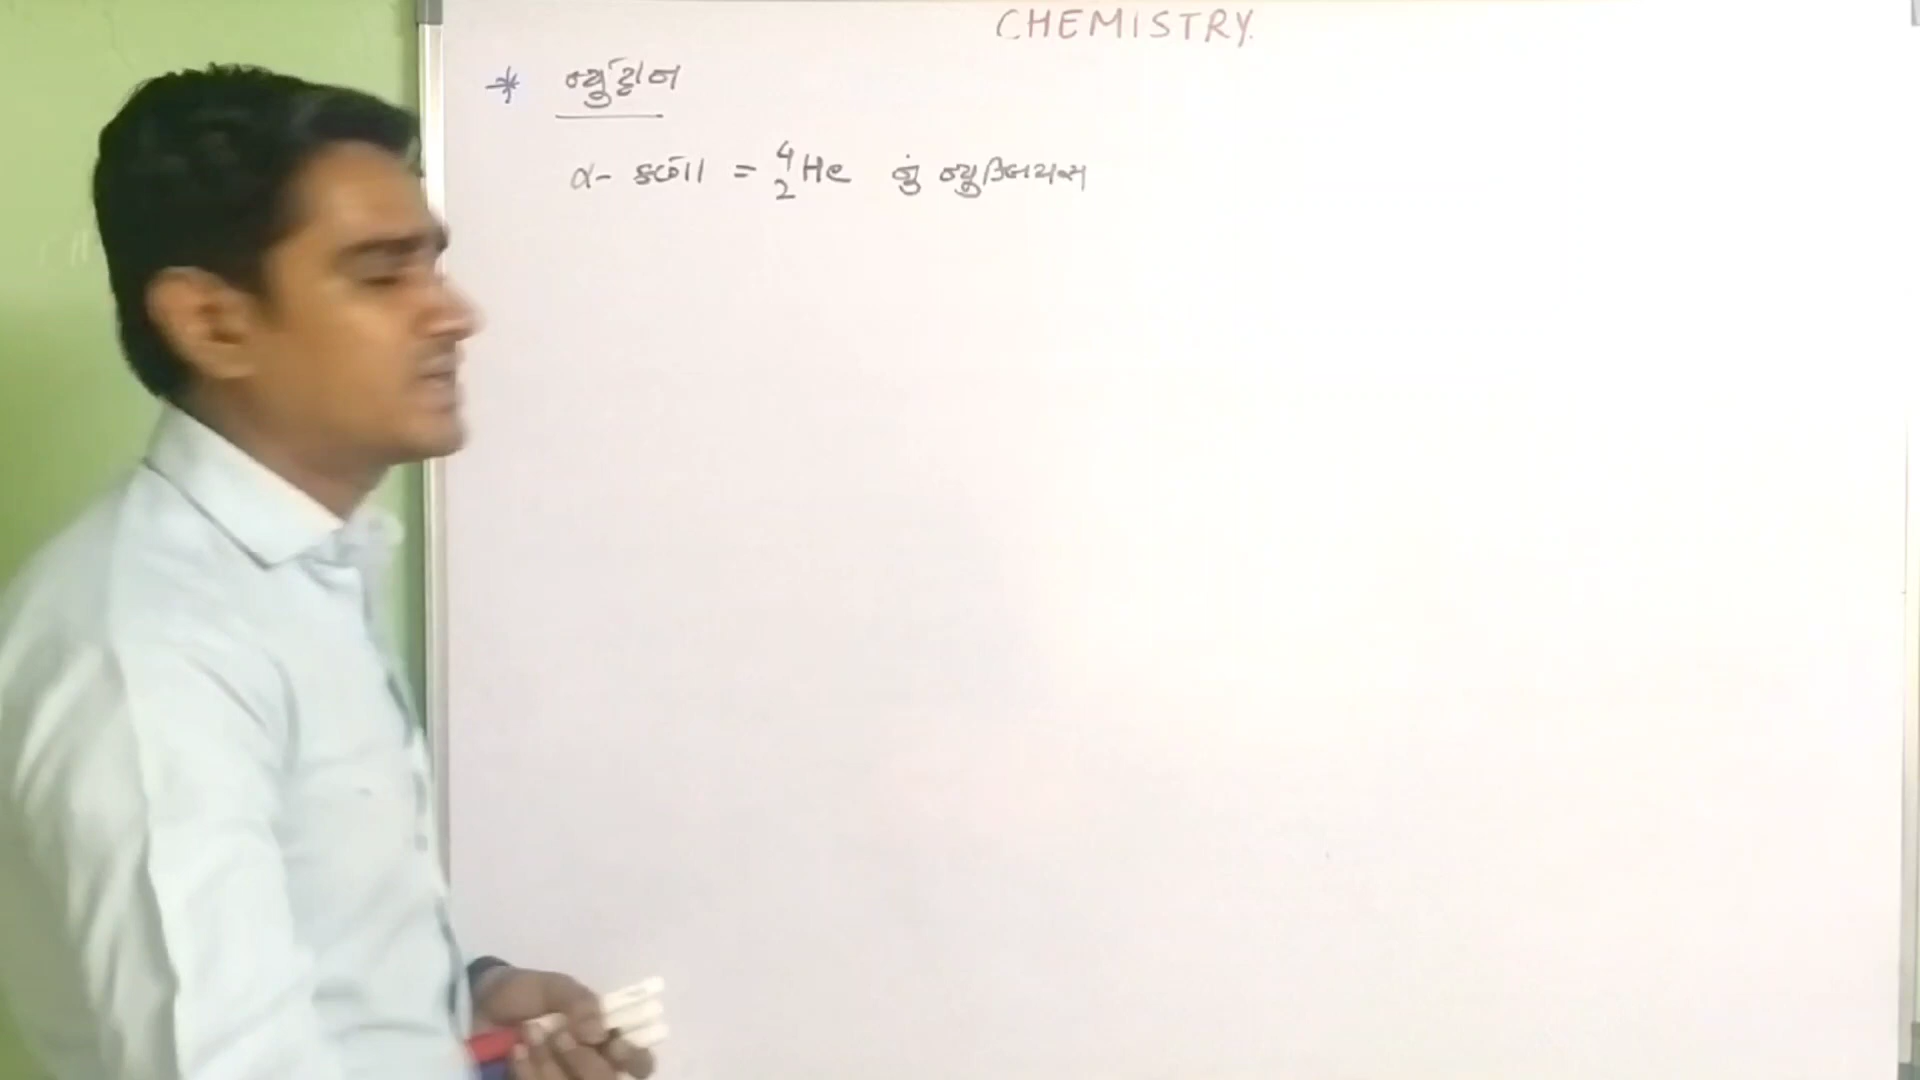 CHEMISTRY.
* ન્યુટ્રોન
α- કણો = ⁴₂He નું ન્યુક્લિયસ